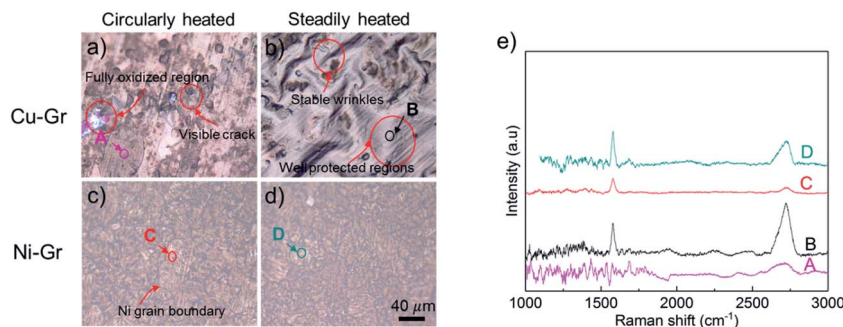 Circularly heated
Steadily heated
Cu-Gr
Ni-Gr
a)
Fully oxidized region
A
Visible crack
b)
Stable wrinkles
B
Well protected regions
c)
C
Ni grain boundary
d)
D
40 μm
e)
Intensity (a.u)
D
C
B
A
1000 1500 2000 2500 3000
Raman shift (cm⁻¹)